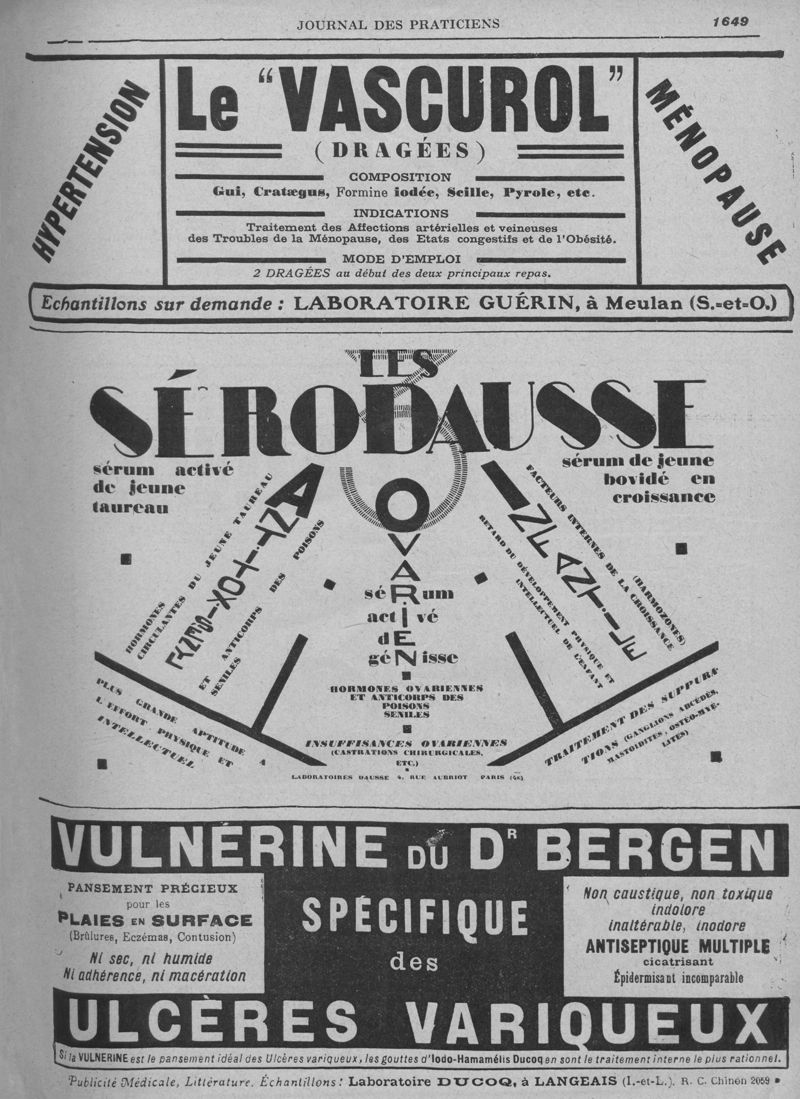 JOURNAL DES PRATICIENS
1649
HYPERTENSION
Le "VASCUROL"
(DRAGÉES)
COMPOSITION
Gui, Cratægus, Formine iodée, Scille, Pyrole, etc.
INDICATIONS
Traitement des Affections artérielles et veineuses
des Troubles de la Ménopause, des Etats congestifs et de l'Obésité.
MODE D'EMPLOI
2 DRAGÉES au début des deux principaux repas.
MÉNOPAUSE
Echantillons sur demande : LABORATOIRE GUÉRIN, à Meulan (S.-et-O.)
LES
SÉRODAUSSE
sérum activé
de jeune
taureau
sérum de jeune
bovidé en
croissance
HORMONES
CIRCULANTES DU JEUNE TAUREAU
ET ANTICORPS DES POISONS
SENILES
PLUS GRANDE APTITUDE A
L'EFFORT PHYSIQUE ET
INTELLECTUEL
OVARIEN
séRum
actIvé
dE
géNisse
HORMONES OVARIENNES
ET ANTICORPS DES
POISONS
SENILES
INSUFFISANCES OVARIENNES
(CASTRATIONS CHIRURGICALES,
ETC.)
INFANTILE
FACTEURS INTERNES DE LA CROISSANCE
(HARMOZONES)
RETARD DU DÉVELOPPEMENT PHYSIQUE ET
INTELLECTUEL DE L'ENFANT
TRAITEMENT DES SUPPURA-
TIONS (GANGLIONS ABCÉDÉS,
MASTOIDITES, OSTEO-MYE-
LITES)
LABORATOIRES DAUSSE 4, RUE AUBRIOT PARIS (4e)
VULNÉRINE DU Dr BERGEN
PANSEMENT PRÉCIEUX
pour les
PLAIES EN SURFACE
(Brûlures, Eczémas, Contusion)
Ni sec, ni humide
Ni adhérence, ni macération
SPÉCIFIQUE
des
Non caustique, non toxique
indolore
inaltérable, inodore
ANTISEPTIQUE MULTIPLE
cicatrisant
Épidermisant incomparable
ULCÈRES VARIQUEUX
Si la VULNERINE est le pansement idéal des Ulcères variqueux, les gouttes d'Iodo-Hamamélis Ducoq en sont le traitement interne le plus rationnel.
Publicité Médicale, Littérature, Échantillons : Laboratoire DUCOQ, à LANGEAIS (I.-et-L.). R. C. Chinon 2059